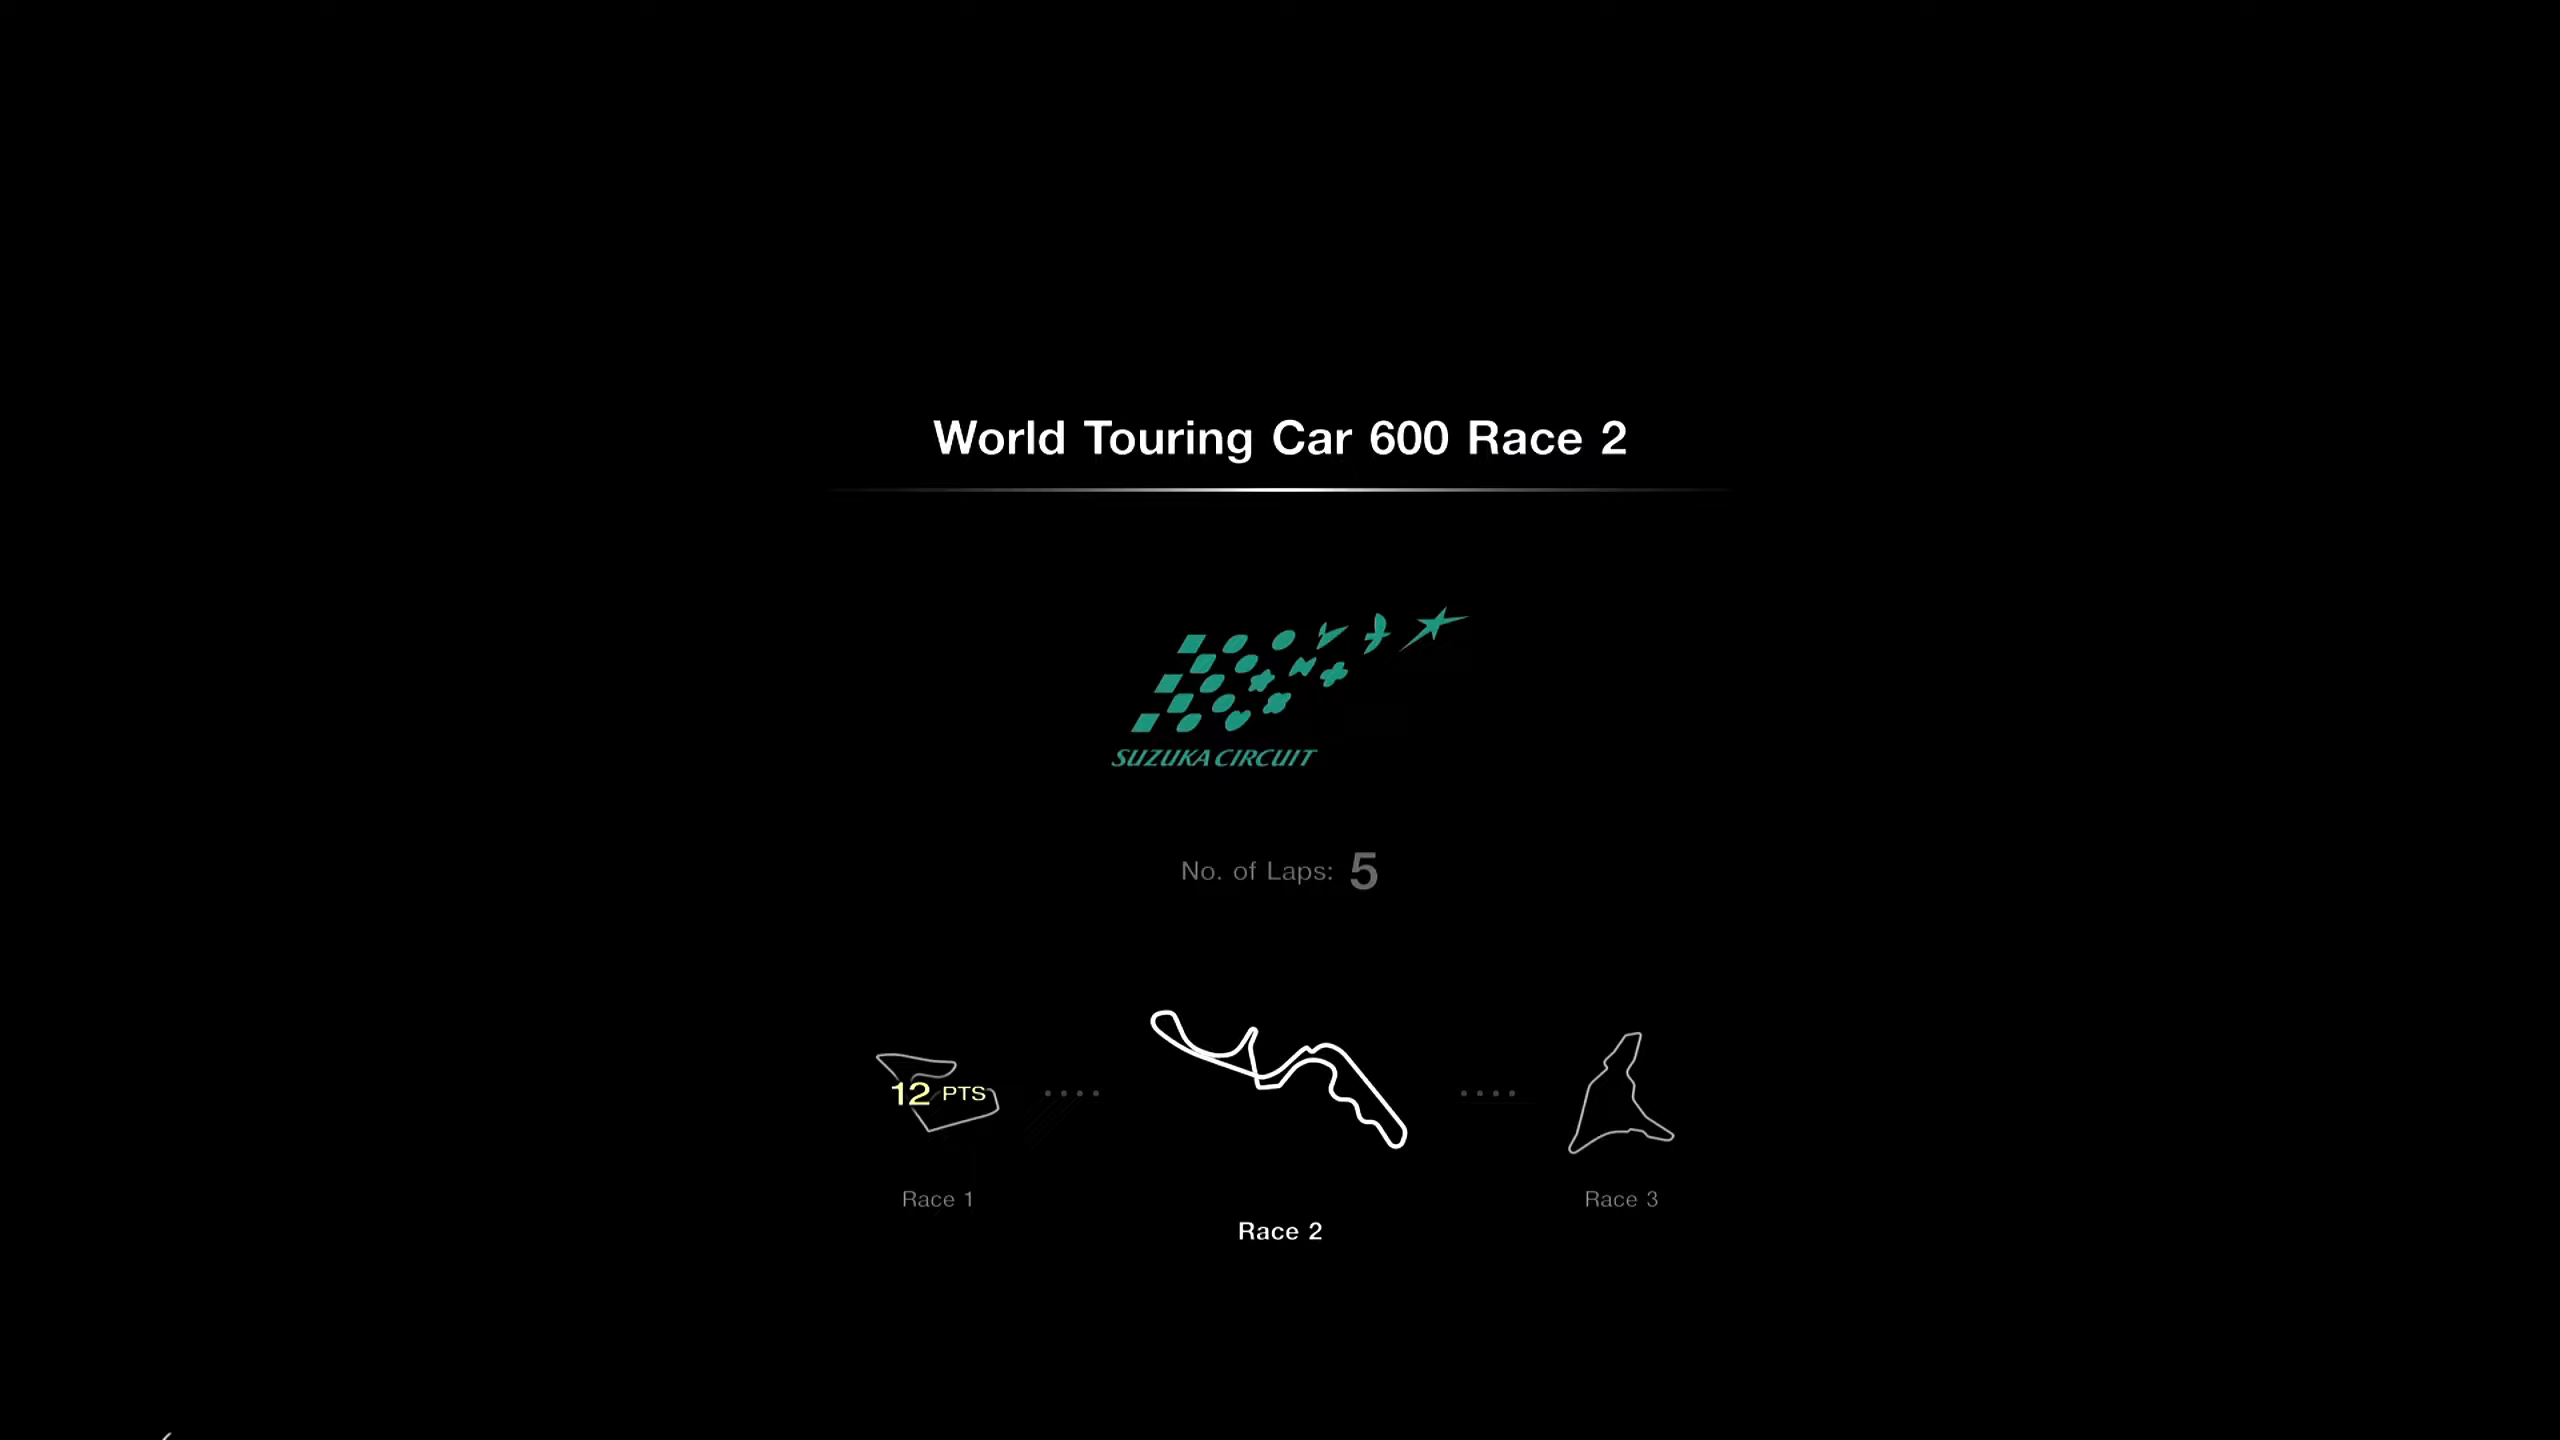 World Touring Car 600 Race 2
SUZUKA CIRCUIT
No. of Laps: 5
12 PTS
Race 1
Race 2
Race 3